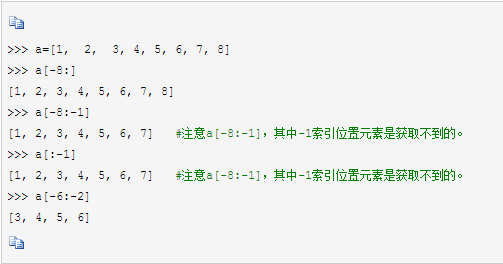 >>> a=[1,  2,  3, 4, 5, 6, 7, 8]
>>> a[-8:]
[1, 2, 3, 4, 5, 6, 7, 8]
>>> a[-8:-1]
[1, 2, 3, 4, 5, 6, 7]   #注意a[-8:-1]，其中-1索引位置元素是获取不到的。
>>> a[:-1]
[1, 2, 3, 4, 5, 6, 7]   #注意a[-8:-1]，其中-1索引位置元素是获取不到的。
>>> a[-6:-2]
[3, 4, 5, 6]